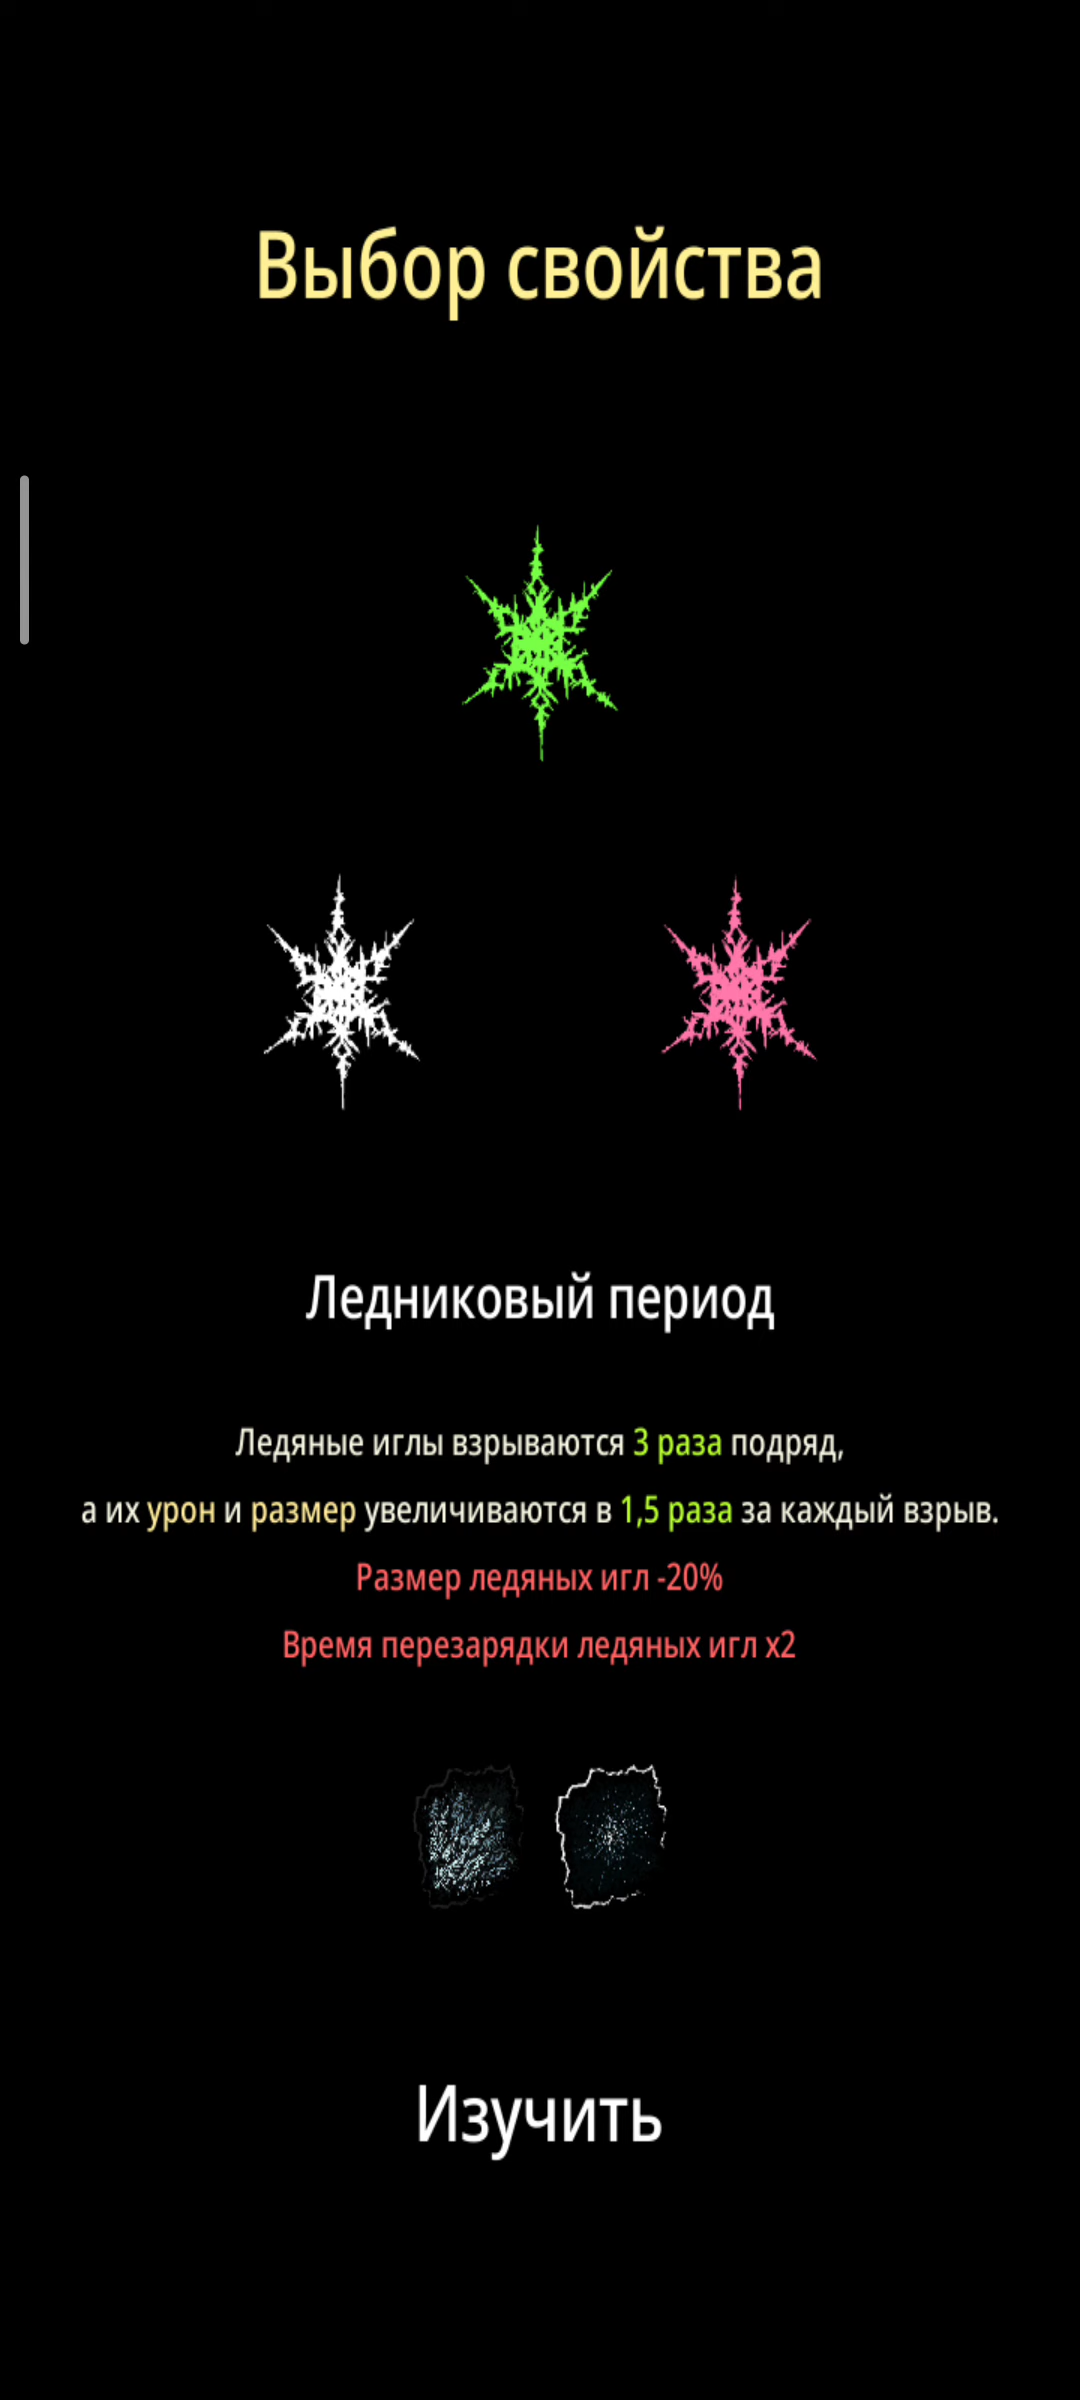 Выбор свойства
Ледниковый период
Ледяные иглы взрываются 3 раза подряд,
а их урон и размер увеличиваются в 1,5 раза за каждый взрыв.
Размер ледяных игл -20%
Время перезарядки ледяных игл x2
Изучить